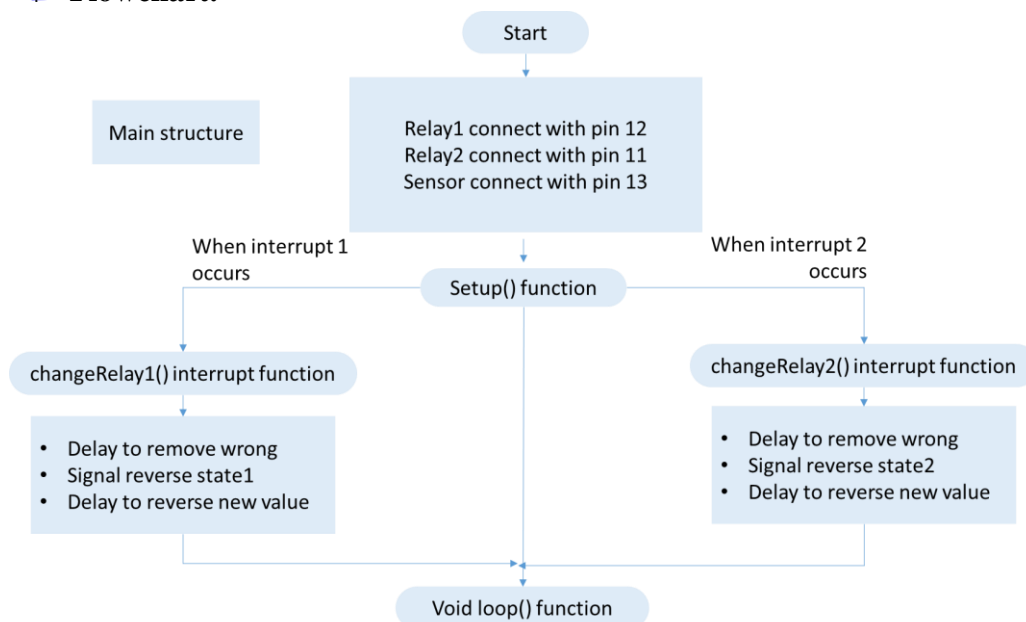 Start
Main structure
Relay1 connect with pin 12
Relay2 connect with pin 11
Sensor connect with pin 13
When interrupt 1
occurs
When interrupt 2
occurs
Setup() function
changeRelay1() interrupt function
changeRelay2() interrupt function
• Delay to remove wrong
• Signal reverse state1
• Delay to reverse new value
• Delay to remove wrong
• Signal reverse state2
• Delay to reverse new value
Void loop() function